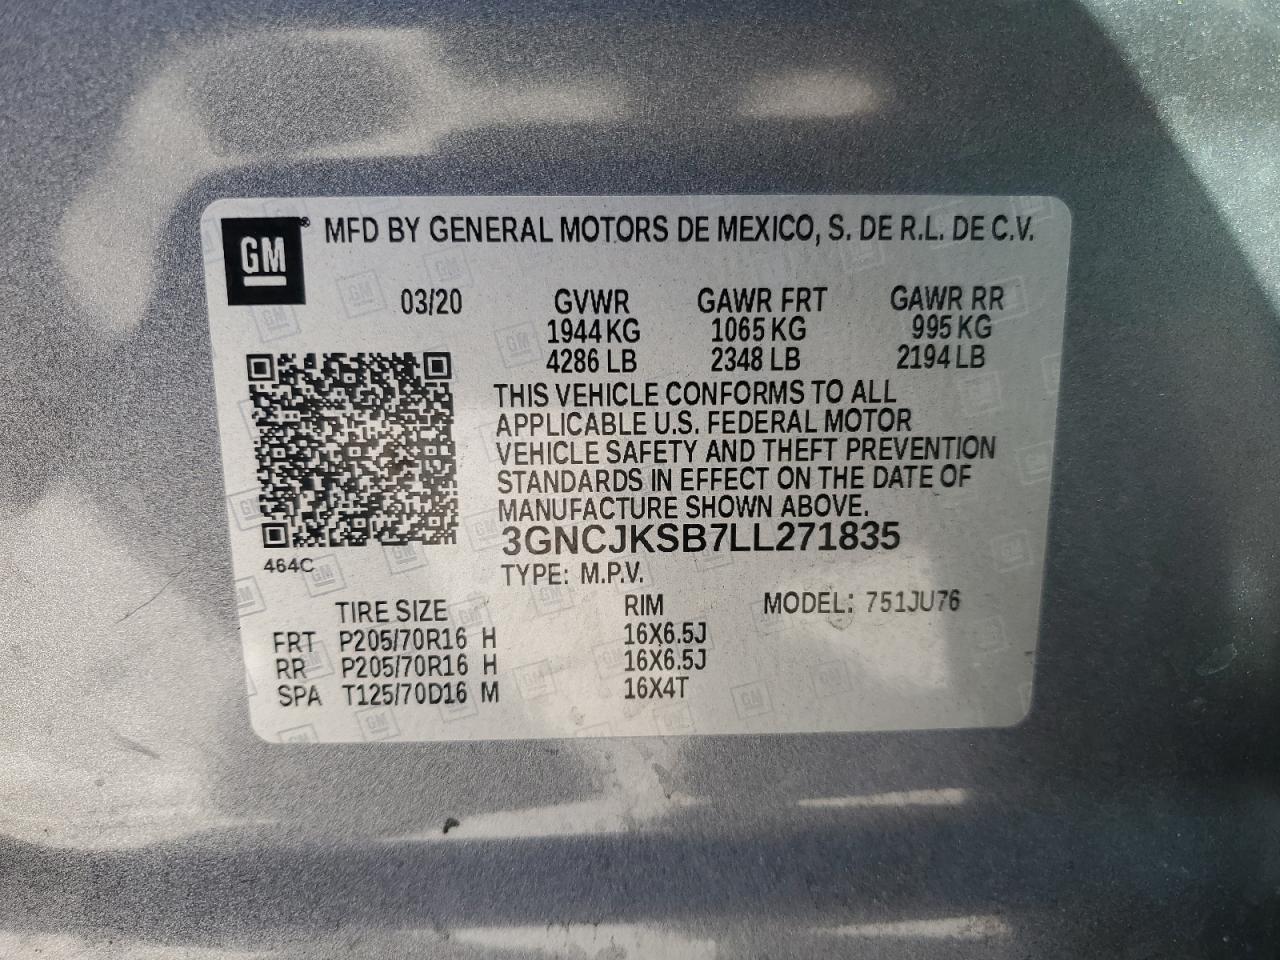 GM® MFD BY GENERAL MOTORS DE MEXICO, S. DE R.L. DE C.V.
03/20 GVWR GAWR FRT GAWR RR
1944 KG 1065 KG 995 KG
4286 LB 2348 LB 2194 LB
THIS VEHICLE CONFORMS TO ALL
APPLICABLE U.S. FEDERAL MOTOR
VEHICLE SAFETY AND THEFT PREVENTION
STANDARDS IN EFFECT ON THE DATE OF
MANUFACTURE SHOWN ABOVE.
3GNCJKSB7LL271835
464C
TYPE: M.P.V.
TIRE SIZE RIM MODEL: 751JU76
FRT P205/70R16 H 16X6.5J
RR P205/70R16 H 16X6.5J
SPA T125/70D16 M 16X4T